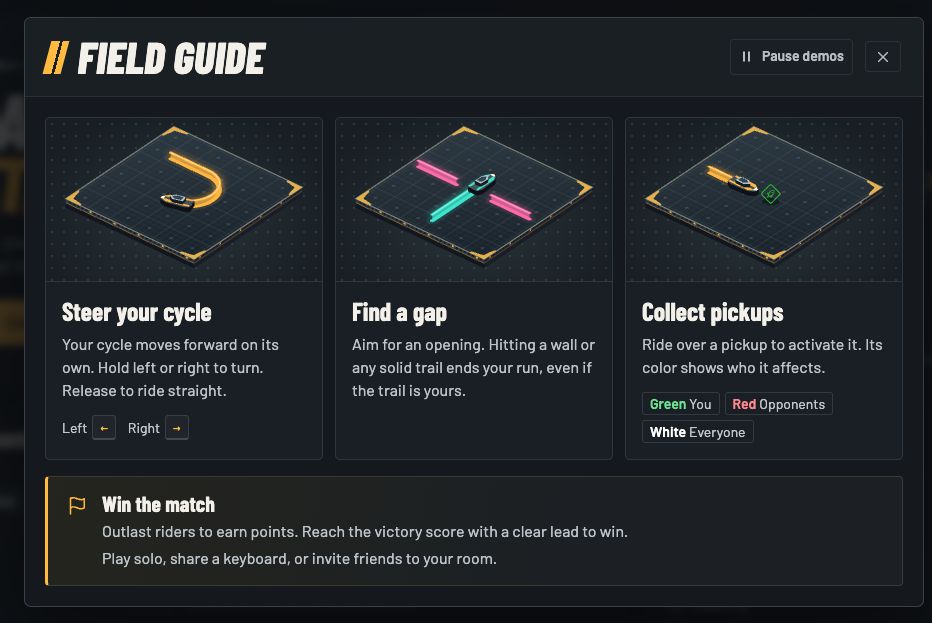 FIELD GUIDE
Pause demos
Steer your cycle
Your cycle moves forward on its
own. Hold left or right to turn.
Release to ride straight.
Left ←
Right →
Find a gap
Aim for an opening. Hitting a wall or
any solid trail ends your run, even if
the trail is yours.
Collect pickups
Ride over a pickup to activate it. Its
color shows who it affects.
Green You
Red Opponents
White Everyone
Win the match
Outlast riders to earn points. Reach the victory score with a clear lead to win.
Play solo, share a keyboard, or invite friends to your room.